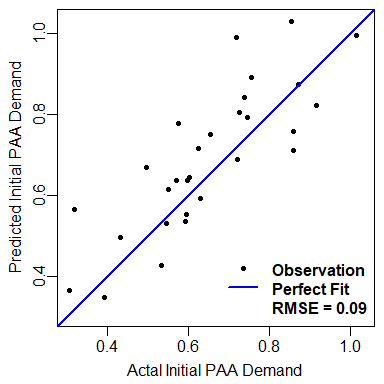 1.0
0.8
0.6
0.4
Predicted Initial PAA Demand
Observation
Perfect Fit
RMSE = 0.09
0.4 0.6 0.8 1.0
Actal Initial PAA Demand